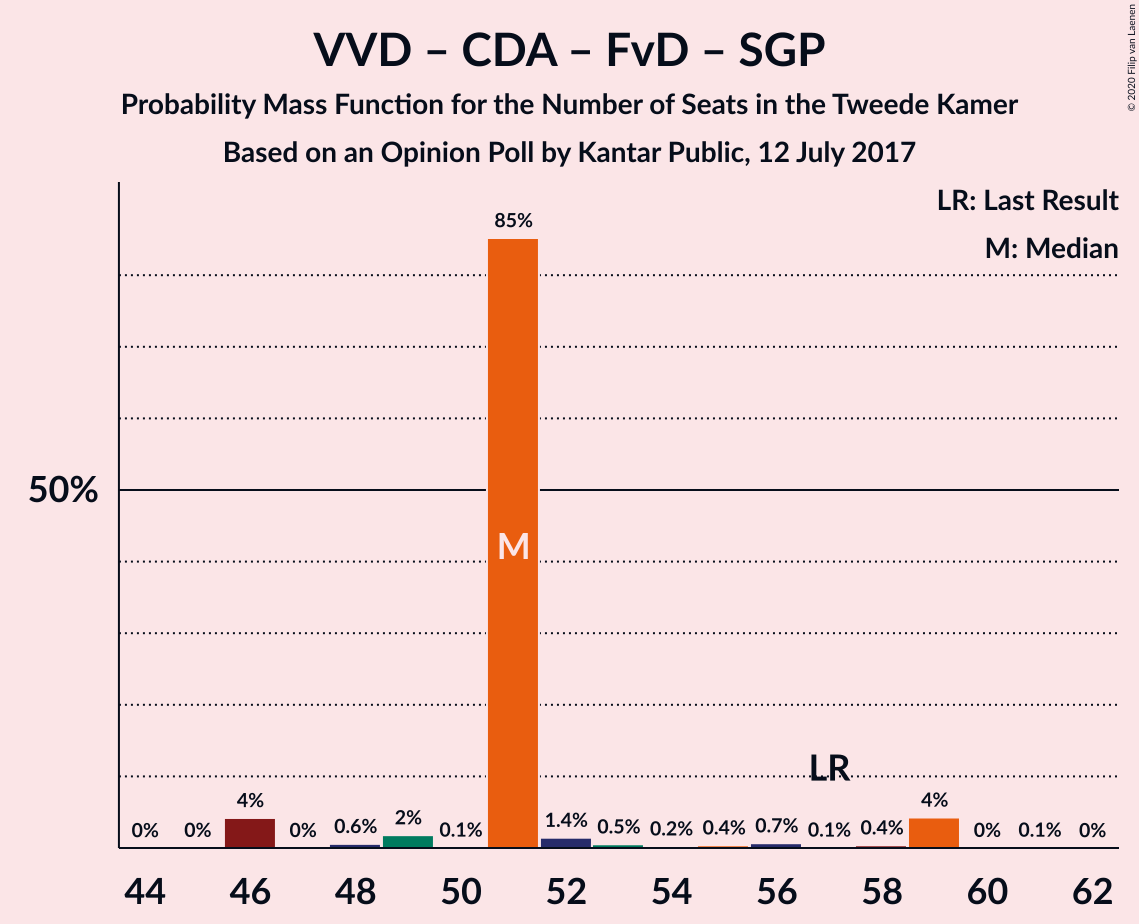 VVD – CDA – FvD – SGP
Probability Mass Function for the Number of Seats in the Tweede Kamer
Based on an Opinion Poll by Kantar Public, 12 July 2017
© 2020 Filip van Laenen
LR: Last Result
M: Median
85%
50%
M
LR
0% 0% 4% 0% 0.6% 2% 0.1% 1.4% 0.5% 0.2% 0.4% 0.7% 0.1% 0.4% 4% 0% 0.1% 0%
44 46 48 50 52 54 56 58 60 62